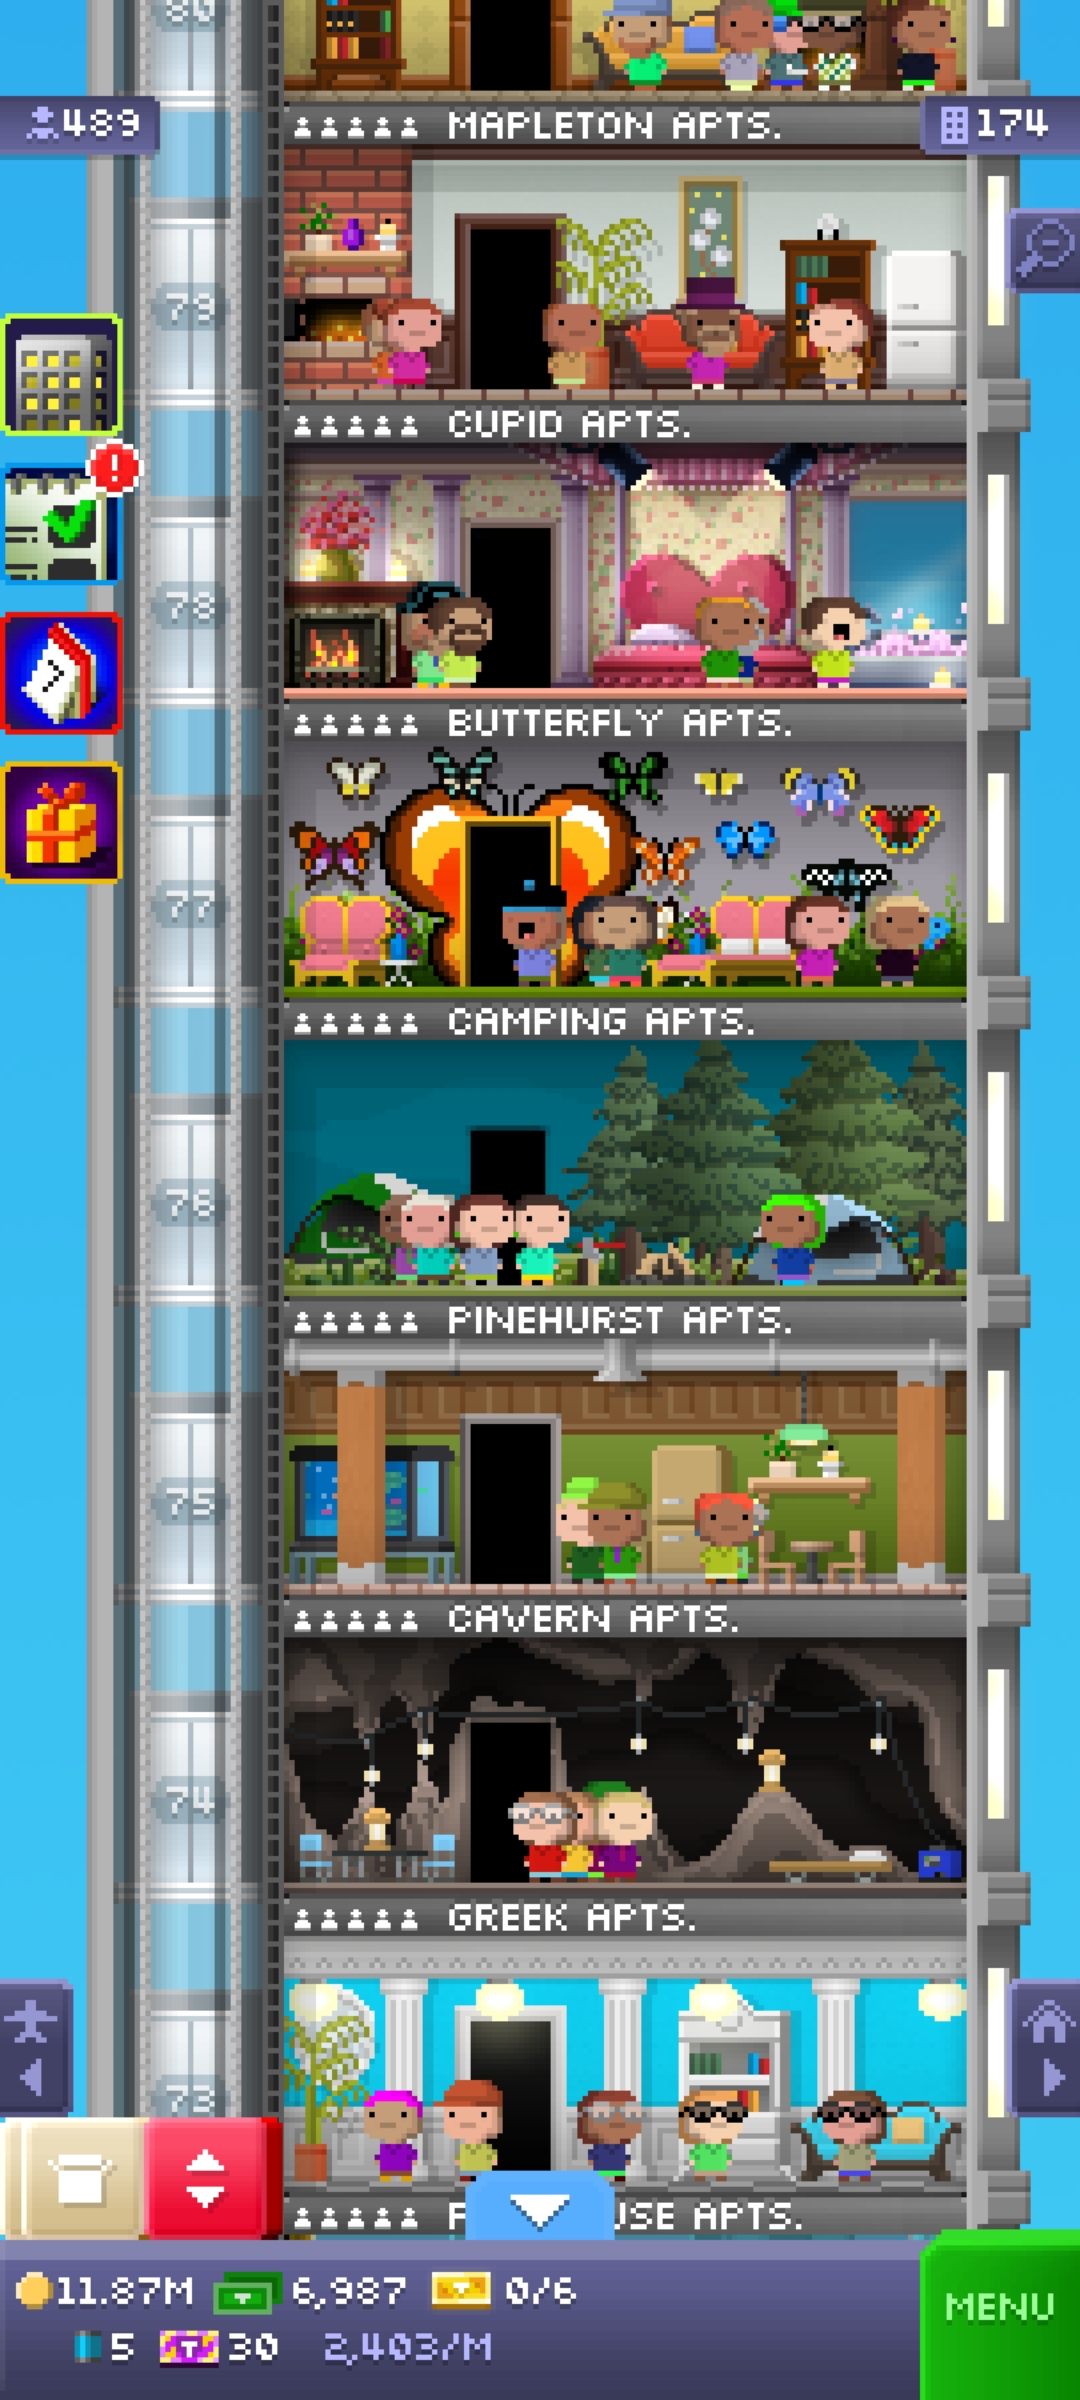 80
489
MAPLETON APTS.
174
79
CUPID APTS.
78
BUTTERFLY APTS.
77
CAMPING APTS.
76
PINEHURST APTS.
75
CAVERN APTS.
74
GREEK APTS.
73
APTS.
11.87M 6,987 0/6
MENU
5 T 30 2,403/M